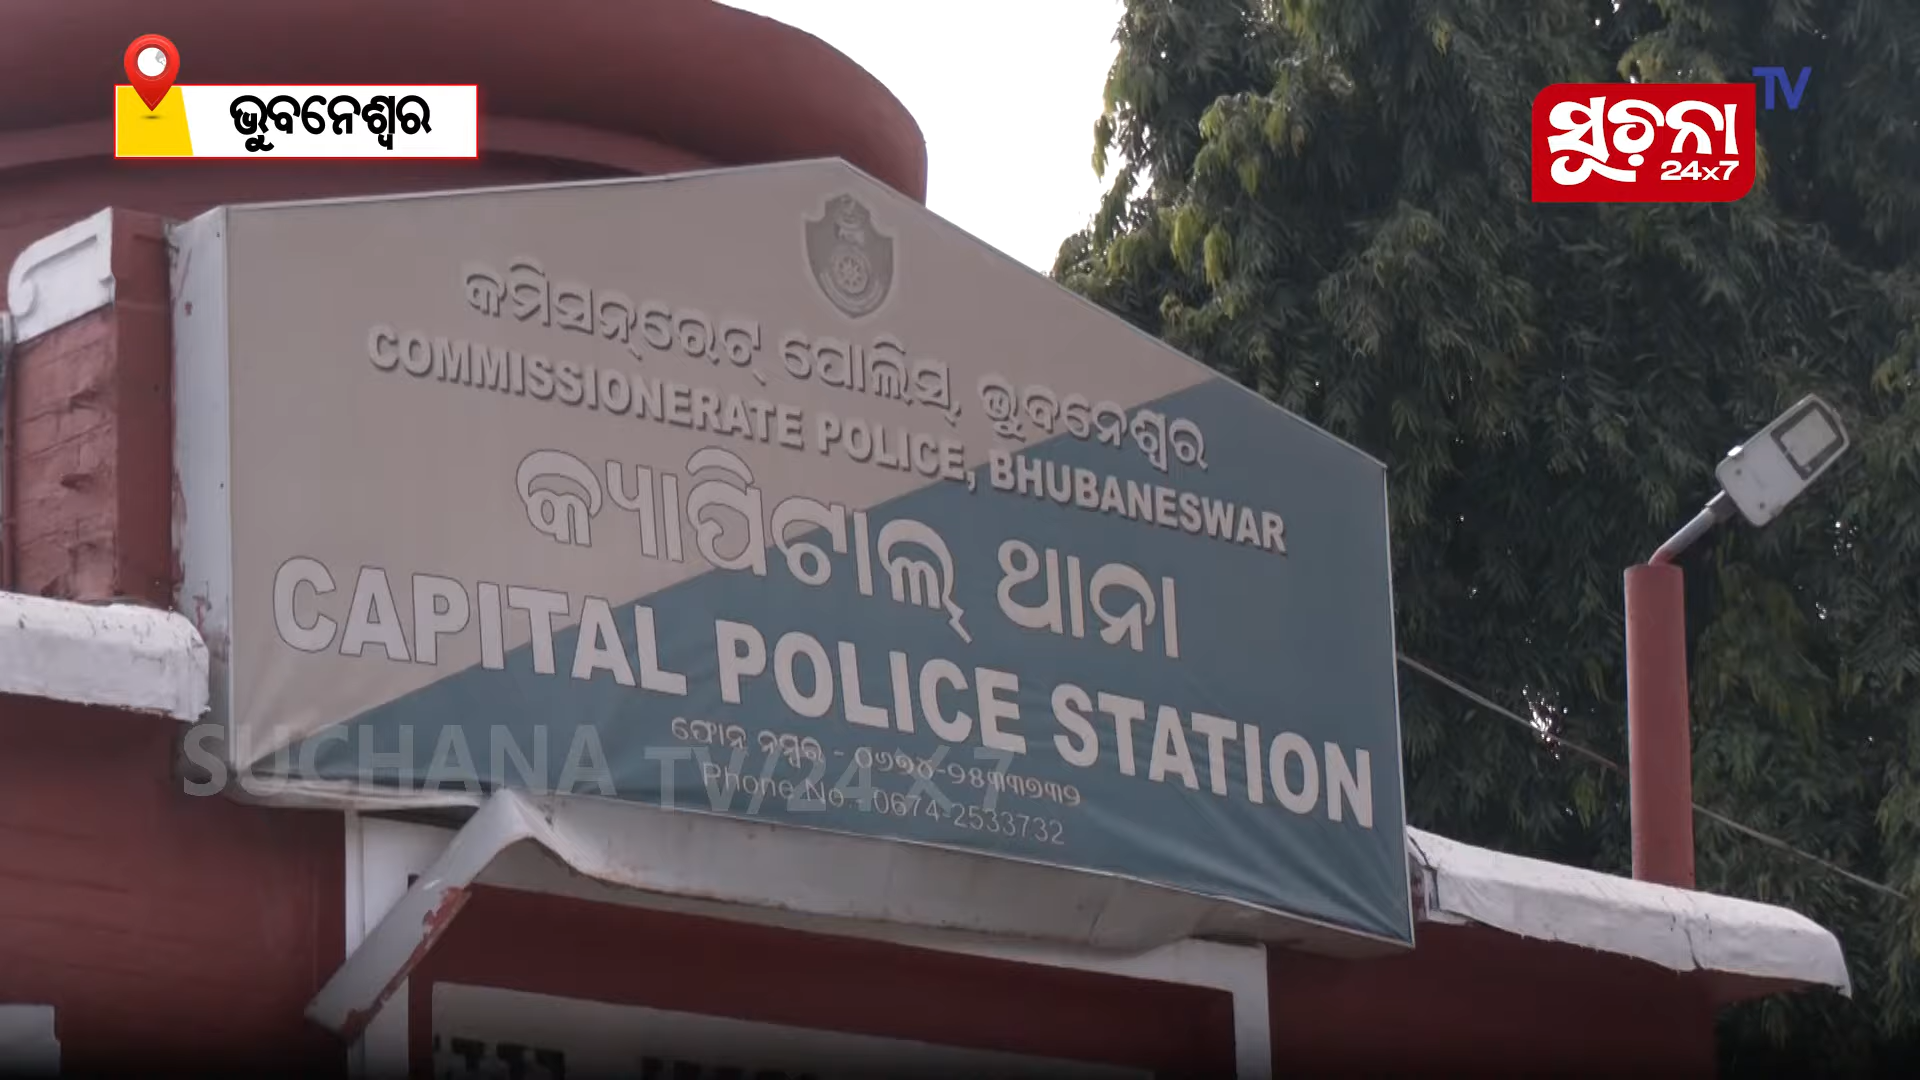 ଭୁବନେଶ୍ୱର
TV
ସୂଚନା
24x7
କମିସନରେଟ୍ ପୋଲିସ୍, ଭୁବନେଶ୍ୱର
COMMISSIONERATE POLICE, BHUBANESWAR
କ୍ୟାପିଟାଲ୍ ଥାନା
CAPITAL POLICE STATION
ଫୋନ୍ ନମ୍ବର - ୦୬୭୪-୨୫୩୩୭୩୨
Phone No - 0674-2533732
SUCHANA TV/24X7